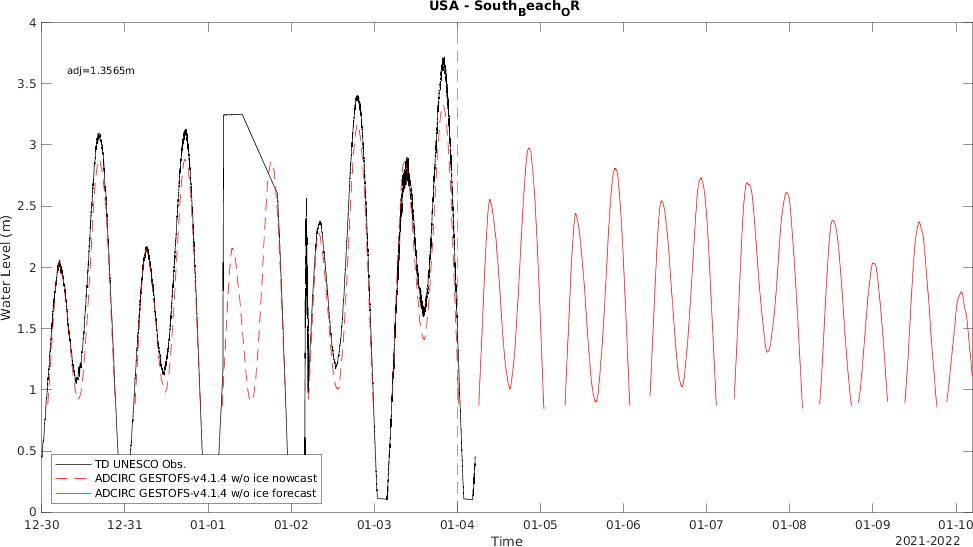 USA - SouthBeachOR
4
adj=1.3565m
3.5
3
2.5
2
1.5
1
0.5
0
Water Level (m)
TD UNESCO Obs.
ADCIRC GESTOFS-v4.1.4 w/o ice nowcast
ADCIRC GESTOFS-v4.1.4 w/o ice forecast
12-30 12-31 01-01 01-02 01-03 01-04 01-05 01-06 01-07 01-08 01-09 01-10
Time
2021-2022